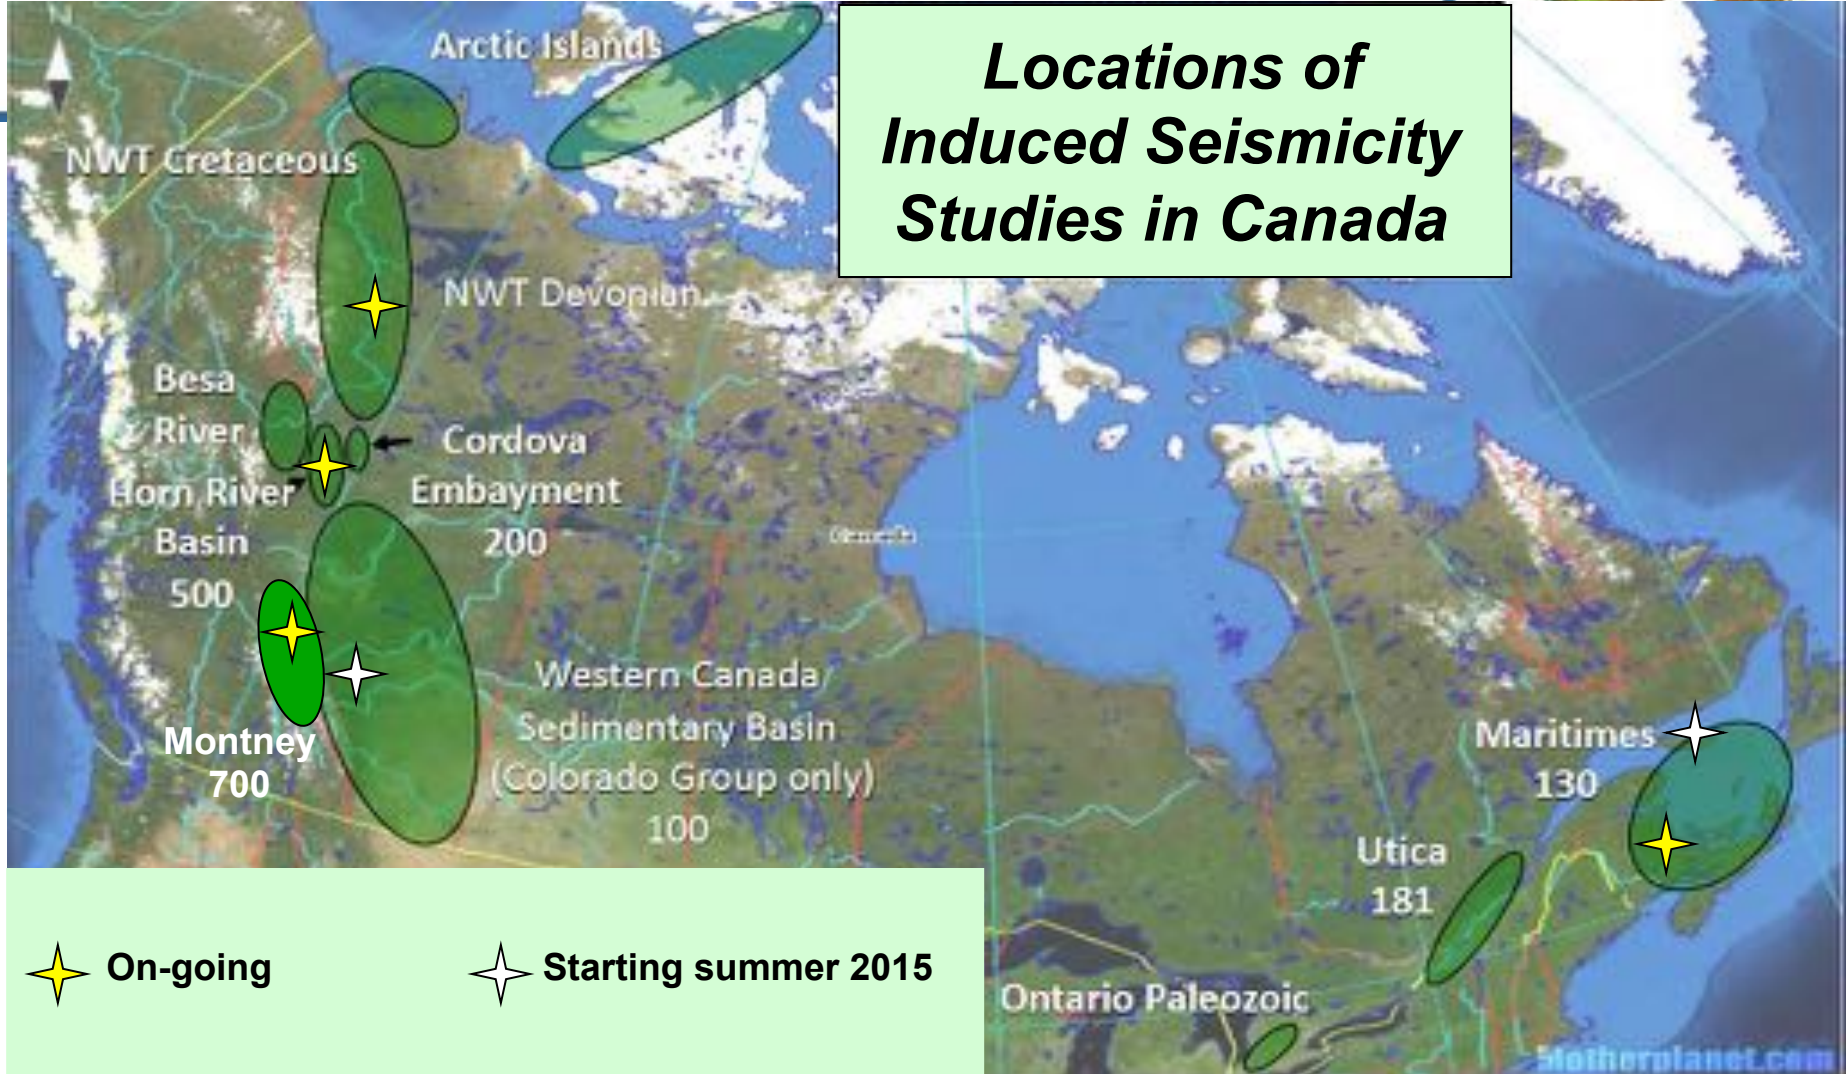 Locations of
Induced Seismicity
Studies in Canada
N
Arctic Islands
NWT Cretaceous
NWT Devonian
Besa
River
Cordova
Embayment
200
Horn River
Basin
500
Western Canada
Sedimentary Basin
(Colorado Group only)
100
Montney
700
Maritimes
130
Utica
181
Ontario Paleozoic
On-going
Starting summer 2015
Motherplanet.com